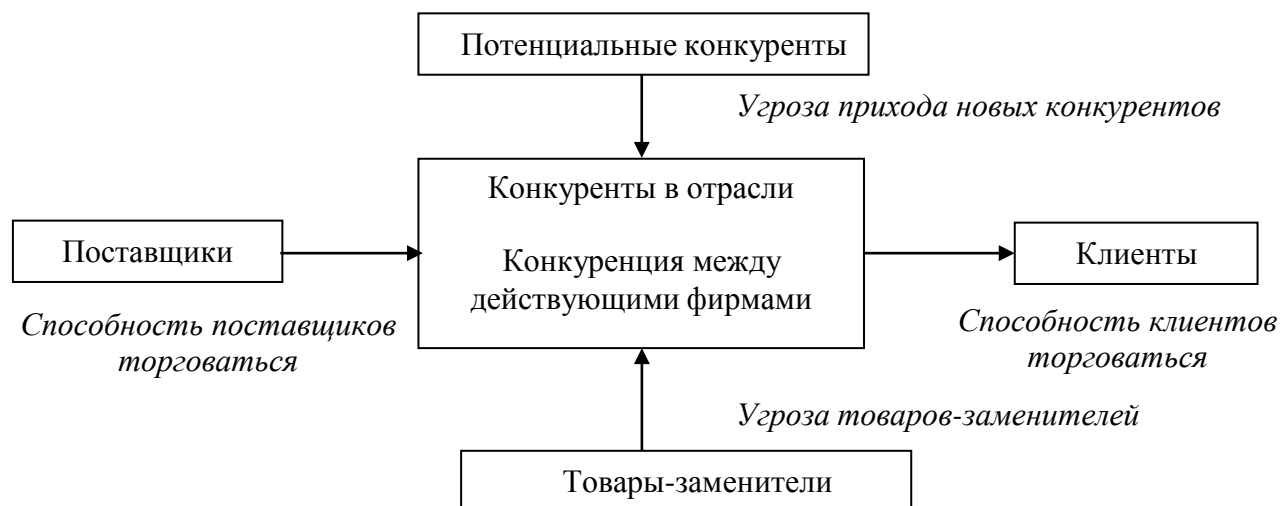 Потенциальные конкуренты
Угроза прихода новых конкурентов
Конкуренты в отрасли
Поставщики
Конкуренция между
действующими фирмами
Клиенты
Способность поставщиков
торговаться
Способность клиентов
торговаться
Угроза товаров-заменителей
Товары-заменители